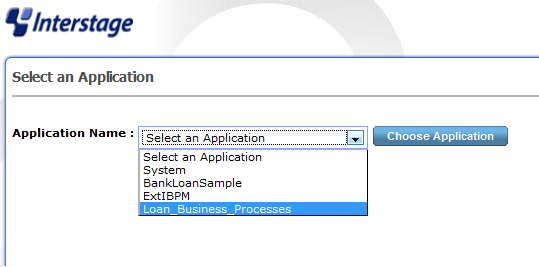 Interstage
Select an Application
Application Name : Select an Application Choose Application
Select an Application
System
BankLoanSample
ExtIBPM
Loan_Business_Processes